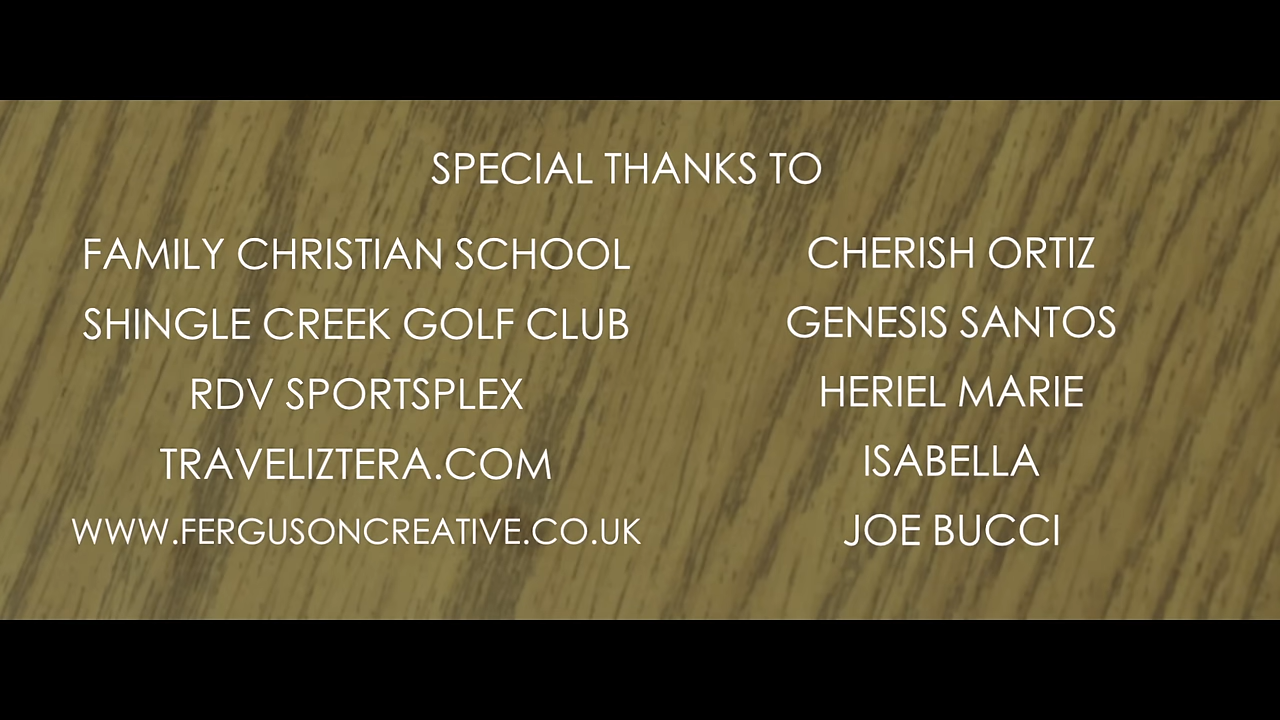 SPECIAL THANKS TO
FAMILY CHRISTIAN SCHOOL
SHINGLE CREEK GOLF CLUB
RDV SPORTSPLEX
TRAVELIZTERA.COM
WWW.FERGUSONCREATIVE.CO.UK
CHERISH ORTIZ
GENESIS SANTOS
HERIEL MARIE
ISABELLA
JOE BUCCI